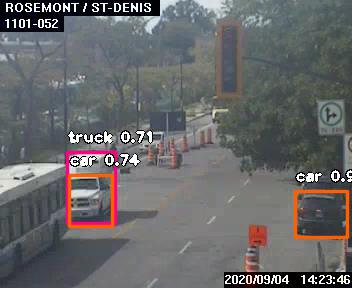 ROSEMONT / ST-DENIS
1101-052
truck 0.71
car 0.74
car 0.9
2020/09/04 14:23:46